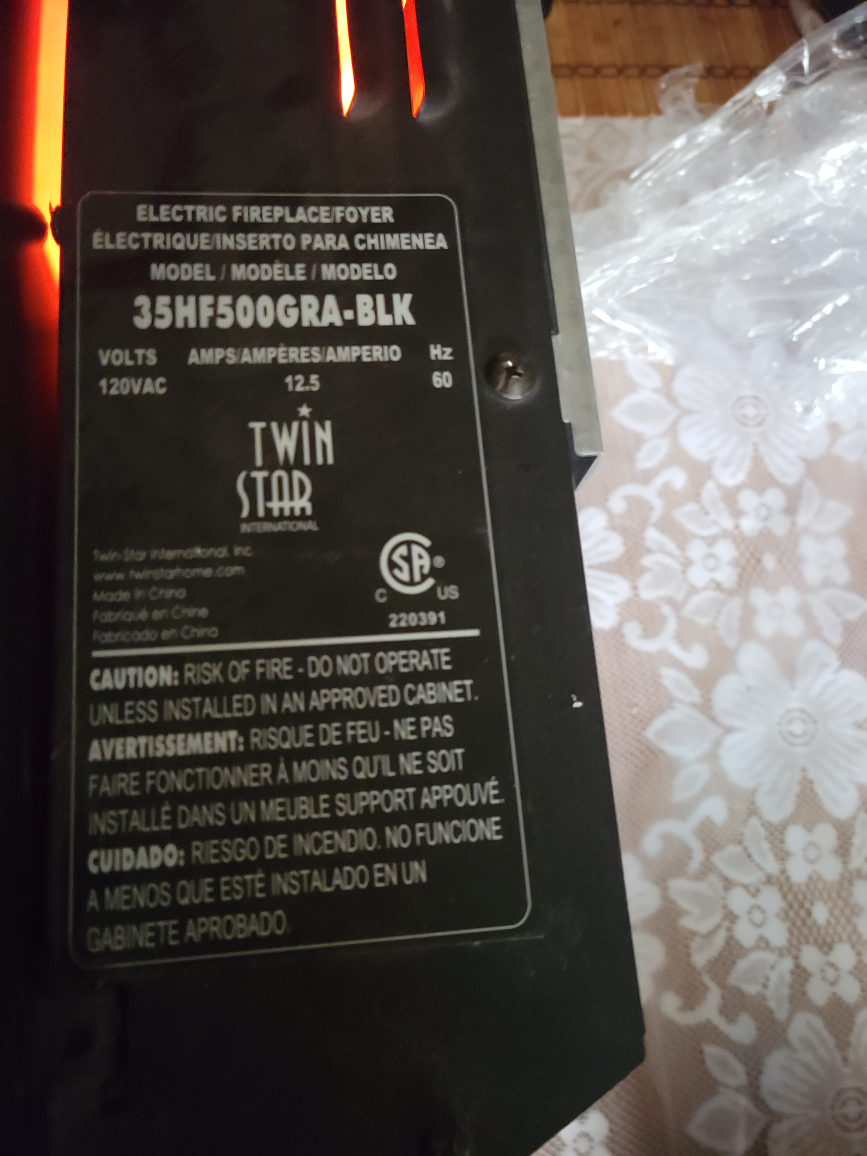 ELECTRIC FIREPLACE/FOYER
ÉLECTRIQUE/INSERTO PARA CHIMENEA
MODEL / MODÈLE / MODELO
35HF500GRA-BLK
VOLTS AMPS/AMPÈRES/AMPERIO Hz
120VAC 12.5 60
TWIN
STAR
INTERNATIONAL
Twin-Star International, Inc.
www.twinstarhome.com
Made in China
Fabriqué en Chine
Fabricado en China
SA®
C US
220391
CAUTION: RISK OF FIRE - DO NOT OPERATE
UNLESS INSTALLED IN AN APPROVED CABINET.
AVERTISSEMENT: RISQUE DE FEU - NE PAS
FAIRE FONCTIONNER À MOINS QU'IL NE SOIT
INSTALLÉ DANS UN MEUBLE SUPPORT APPOUVÉ.
CUIDADO: RIESGO DE INCENDIO. NO FUNCIONE
A MENOS QUE ESTÉ INSTALADO EN UN
GABINETE APROBADO.